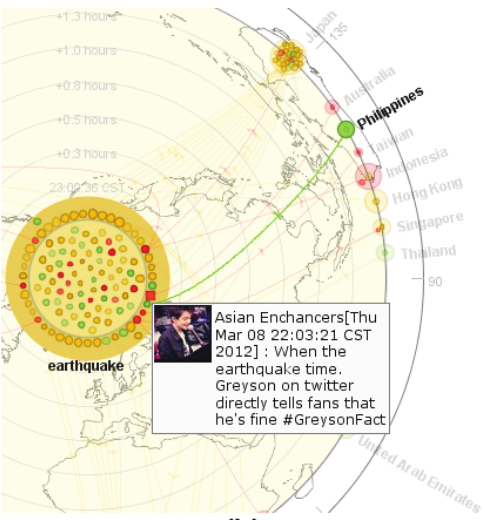 +1.3 hours
Japan
135
+1.0 hours
+0.8 hours
Australia
Philippines
+0.5 hours
Taiwan
+0.3 hours
Indonesia
23:00:36 CST
Hong Kong
Singapore
Thailand
90
Asian Enchancers[Thu
Mar 08 22:03:21 CST
2012] : When the
earthquake time.
Greyson on twitter
directly tells fans that
he's fine #GreysonFact
earthquake
United Arab Emirates